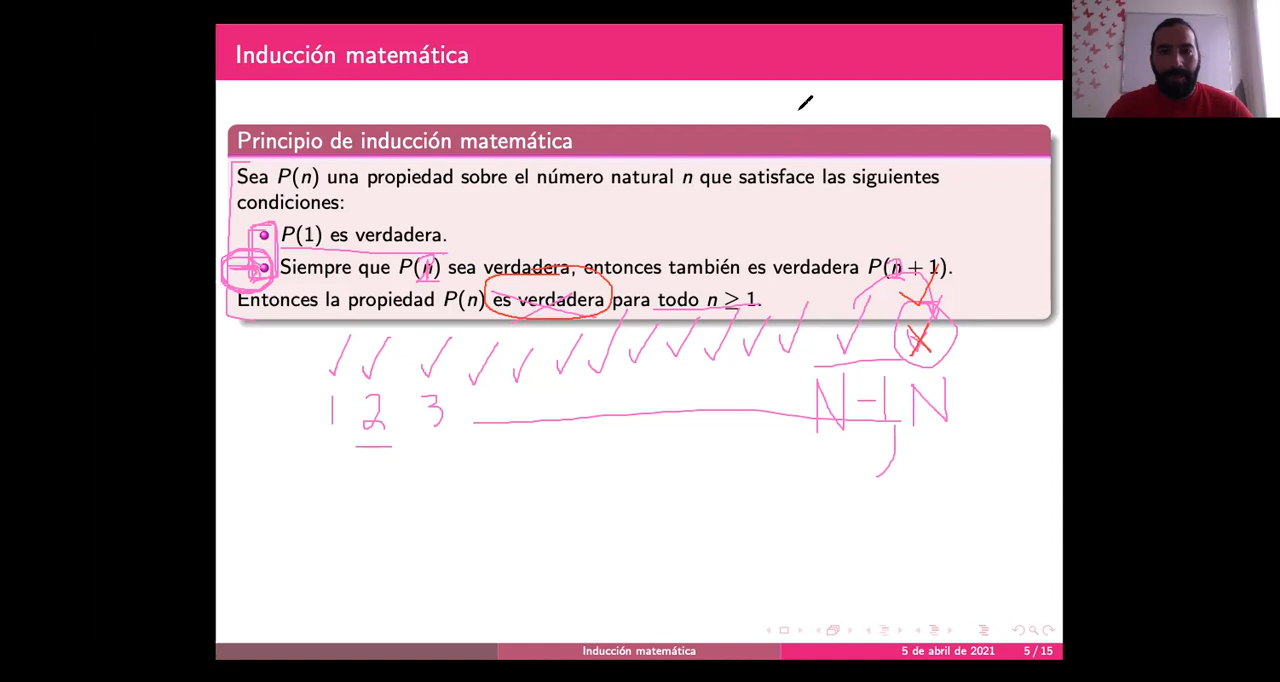 Inducción matemática
Principio de inducción matemática
Sea P(n) una propiedad sobre el número natural n que satisface las siguientes
condiciones:
P(1) es verdadera.
Siempre que P(n) sea verdadera, entonces también es verdadera P(n + 1).
Entonces la propiedad P(n) es verdadera para todo n ≥ 1.
1 2 3 N-1, N
Inducción matemática 5 de abril de 2021 5 / 15